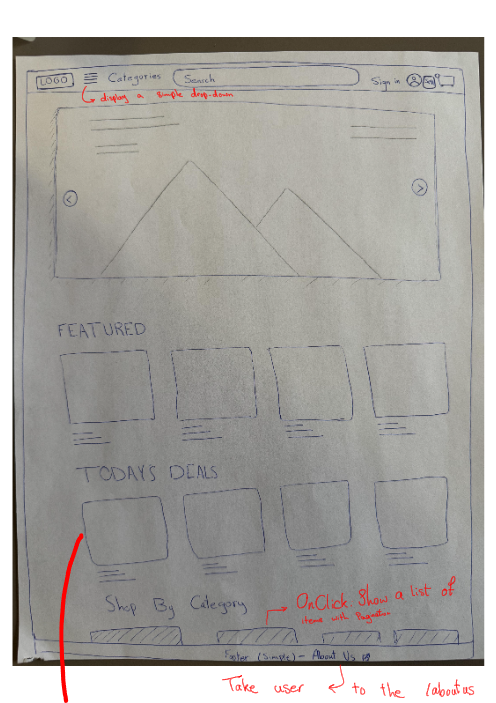 LOGO Categories Search Sign in
display a simple drop-down
FEATURED
TODAYS DEALS
Shop By Category
OnClick. Show a list of
items with Pagination
Footer (Simple) - About Us
Take user to the /aboutus